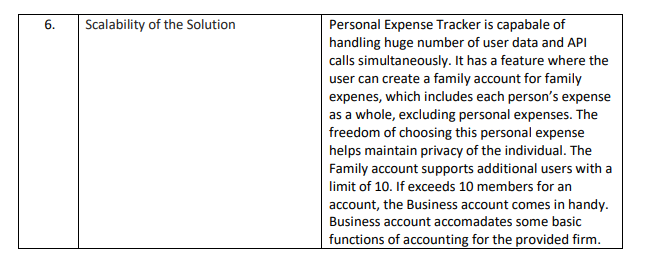 6.
Scalability of the Solution
Personal Expense Tracker is capabale of
handling huge number of user data and API
calls simultaneously. It has a feature where the
user can create a family account for family
expenes, which includes each person’s expense
as a whole, excluding personal expenses. The
freedom of choosing this personal expense
helps maintain privacy of the individual. The
Family account supports additional users with a
limit of 10. If exceeds 10 members for an
account, the Business account comes in handy.
Business account accomadates some basic
functions of accounting for the provided firm.